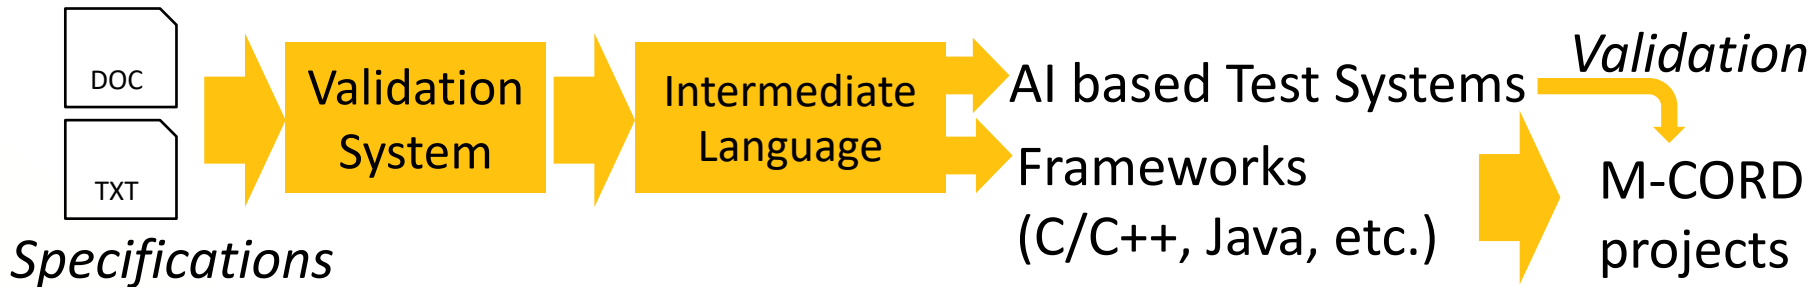 DOC
TXT
Specifications
Validation
System
Intermediate
Language
AI based Test Systems
Frameworks
(C/C++, Java, etc.)
Validation
M-CORD
projects